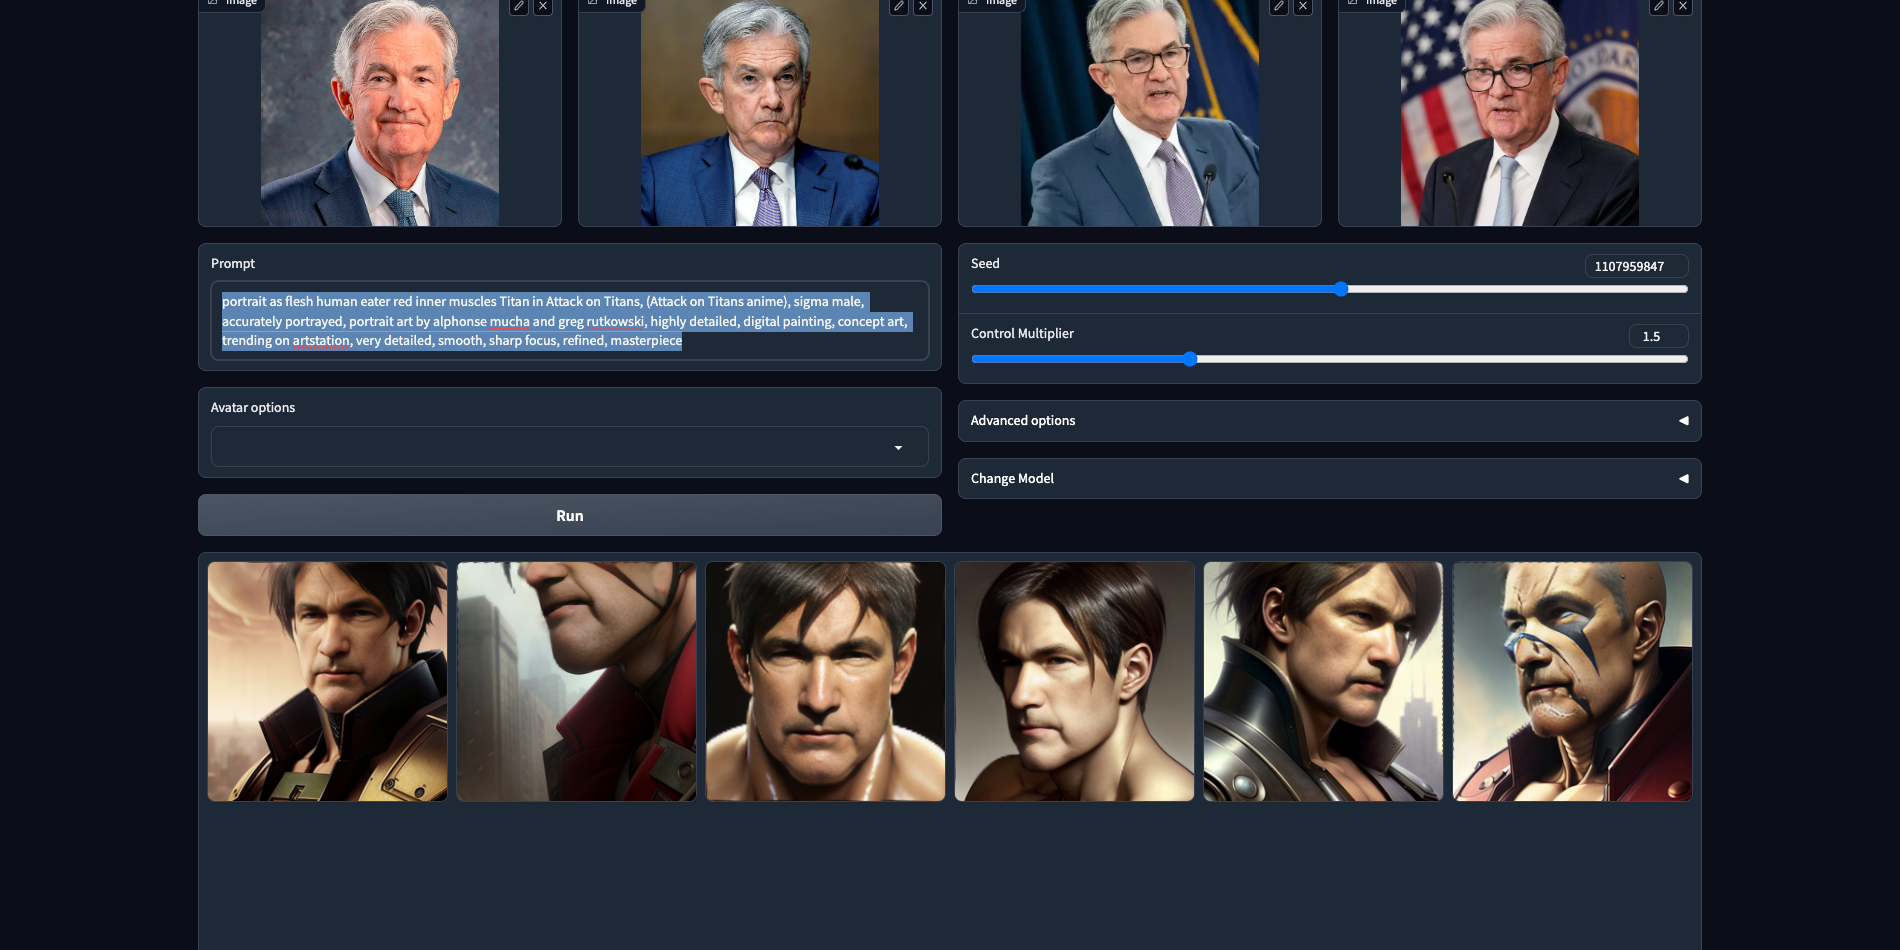 Image
Image
Image
Image
Prompt
portrait as flesh human eater red inner muscles Titan in Attack on Titans, (Attack on Titans anime), sigma male,
accurately portrayed, portrait art by alphonse mucha and greg rutkowski, highly detailed, digital painting, concept art,
trending on artstation, very detailed, smooth, sharp focus, refined, masterpiece
Seed
1107959847
Control Multiplier
1.5
Avatar options
Advanced options
Change Model
Run